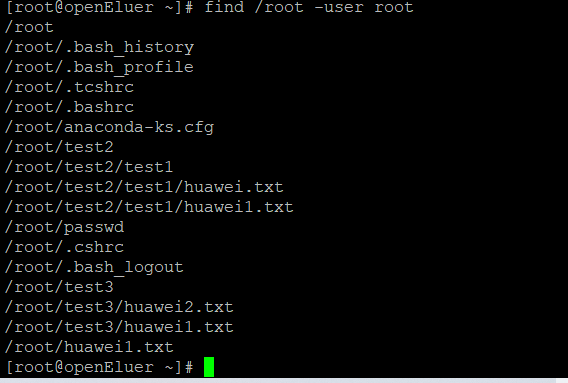 [root@openEluer ~]# find /root -user root
/root
/root/.bash_history
/root/.bash_profile
/root/.tcshrc
/root/.bashrc
/root/anaconda-ks.cfg
/root/test2
/root/test2/test1
/root/test2/test1/huawei.txt
/root/test2/test1/huawei1.txt
/root/passwd
/root/.cshrc
/root/.bash_logout
/root/test3
/root/test3/huawei2.txt
/root/test3/huawei1.txt
/root/huawei1.txt
[root@openEluer ~]#